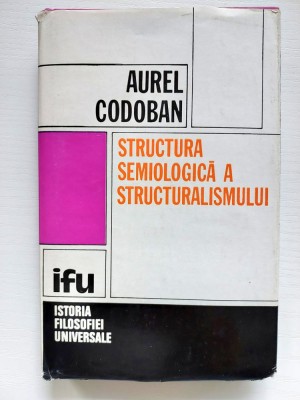 AUREL
CODOBAN
STRUCTURA
SEMIOLOGICĂ A
STRUCTURALISMULUI
ifu
ISTORIA
FILOSOFIEI
UNIVERSALE